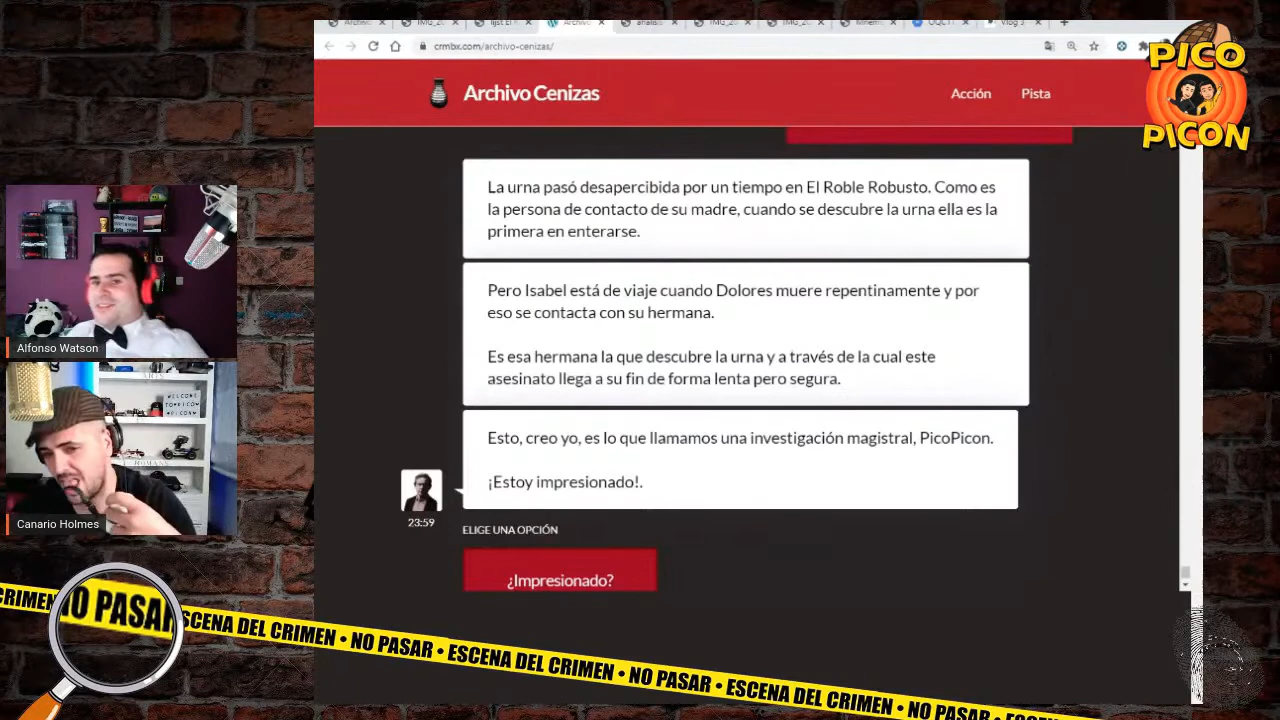 crmbx.com/archivo-cenizas/
Archivo Cenizas
Acción
Pista
PICO
PICON
La urna pasó desapercibida por un tiempo en El Roble Robusto. Como es
la persona de contacto de su madre, cuando se descubre la urna ella es la
primera en enterarse.
Pero Isabel está de viaje cuando Dolores muere repentinamente y por
eso se contacta con su hermana.
Es esa hermana la que descubre la urna y a través de la cual este
asesinato llega a su fin de forma lenta pero segura.
Esto, creo yo, es lo que llamamos una investigación magistral, PicoPicon.
¡Estoy impresionado!.
23:59
ELIGE UNA OPCIÓN
¿Impresionado?
Alfonso Watson
WELCOME
TO·PICO·
·PICON·
Canario Holmes
CRIMEN
NO PASAR
ESCENA DEL CRIMEN • NO PASAR • ESCENA DEL CRIMEN • NO PASAR • ESCENA DEL CRIMEN • NO PASAR •